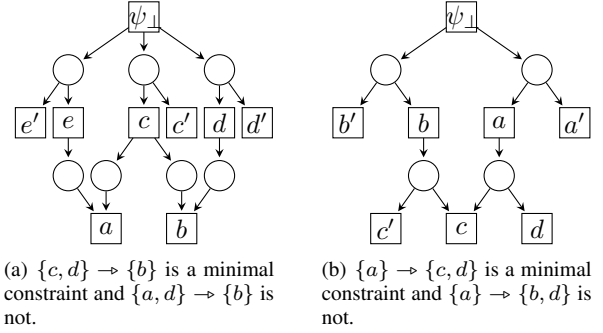 ψ⊥ ψ⊥
e′ e c c′ d d′ b′ b a a′
a b c′ c d
(a) {c, d} ⇾ {b} is a minimal
constraint and {a, d} ⇾ {b} is
not.
(b) {a} ⇾ {c, d} is a minimal
constraint and {a} ⇾ {b, d} is
not.